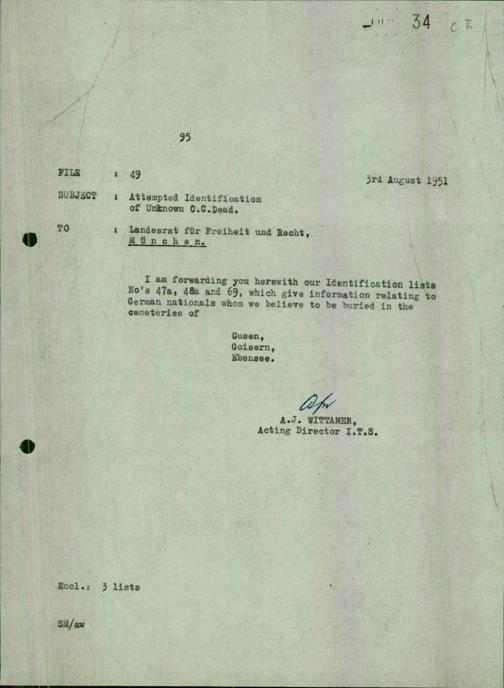 34 C F
95
FILE : 49
3rd August 1951
SUBJECT : Attempted Identification
of Unknown C.C.Dead.
TO : Landesrat für Freiheit und Recht,
M ü n c h e n.
I am forwarding you herewith our Identification lists
No's 47a, 48a and 69, which give information relating to
German nationals whom we believe to be buried in the
cemeteries of
Gusen,
Goisern,
Ebensee.
A.J. WITTAMER,
Acting Director I.T.S.
Encl.: 3 lists
SM/aw